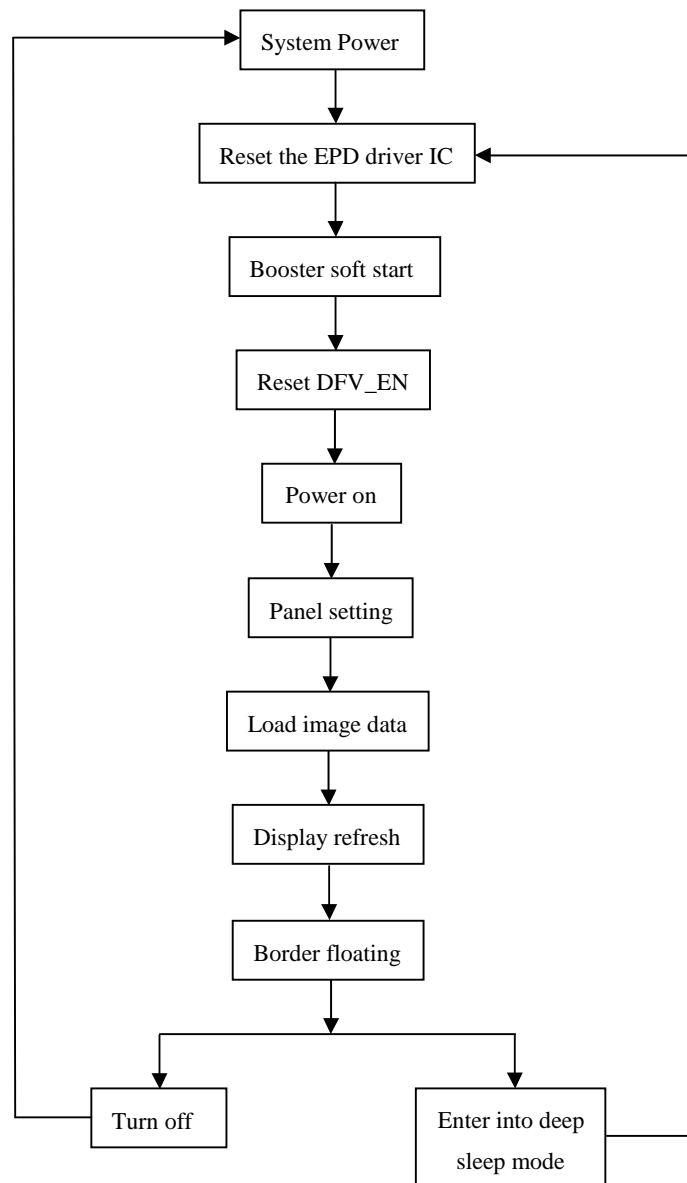 System Power
Reset the EPD driver IC
Booster soft start
Reset DFV_EN
Power on
Panel setting
Load image data
Display refresh
Border floating
Turn off
Enter into deep
sleep mode